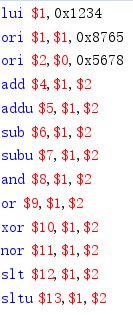 lui $1,0x1234
ori $1,$1,0x8765
ori $2,$0,0x5678
add $4,$1,$2
addu $5,$1,$2
sub $6,$1,$2
subu $7,$1,$2
and $8,$1,$2
or $9,$1,$2
xor $10,$1,$2
nor $11,$1,$2
slt $12,$1,$2
sltu $13,$1,$2